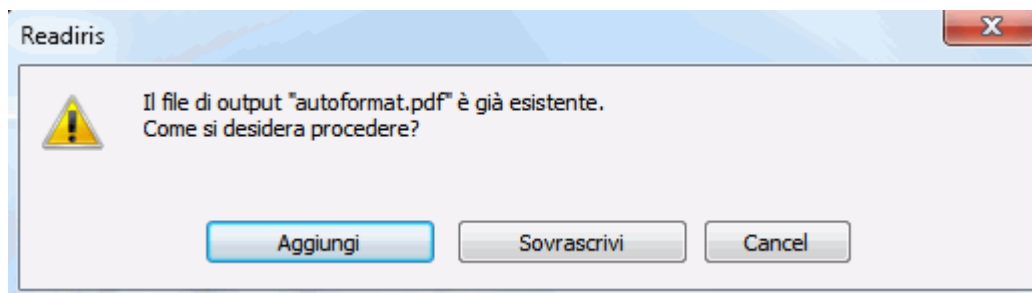 Readiris
Il file di output "autoformat.pdf" è già esistente.
Come si desidera procedere?
Aggiungi Sovrascrivi Cancel